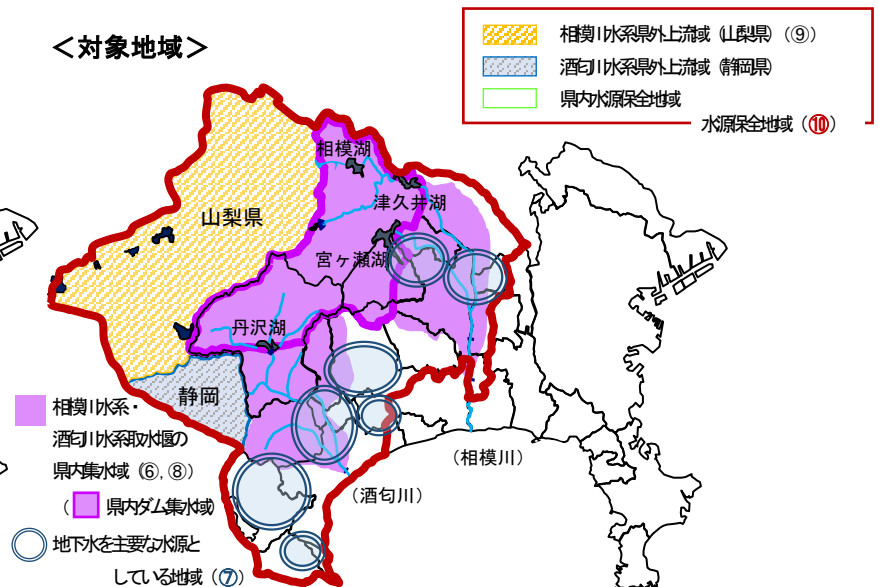 ＜対象地域＞
相模川水系県外上流域（山梨県）（⑨）
酒匂川水系県外上流域（静岡県）
県内水源保全地域
水源保全地域（⑩）
相模湖
津久井湖
山梨県
宮ヶ瀬湖
丹沢湖
静岡
相模川水系・
酒匂川水系取水堰の
県内集水域（⑥，⑧）
（ 県内ダム集水域）
地下水を主要な水源と
している地域（⑦）
（相模川）
（酒匂川）